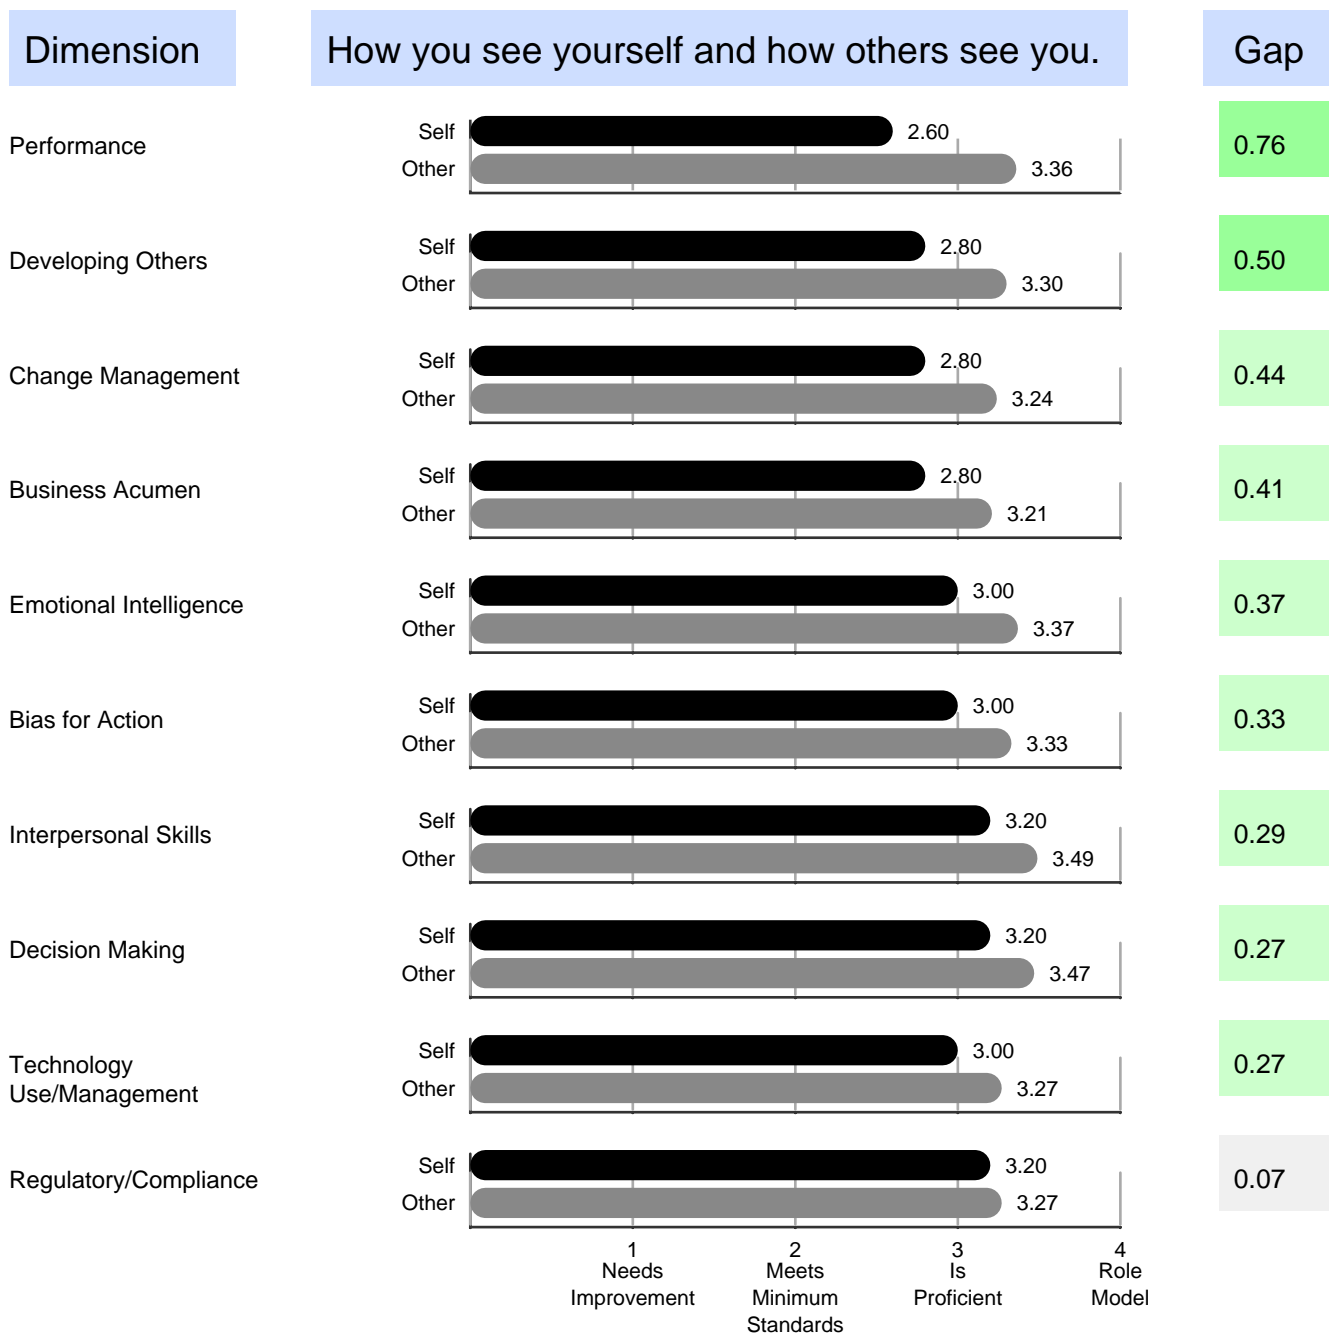 Dimension
How you see yourself and how others see you.
Gap
Performance
Self
2.60
Other
3.36
0.76
Developing Others
Self
2.80
Other
3.30
0.50
Change Management
Self
2.80
Other
3.24
0.44
Business Acumen
Self
2.80
Other
3.21
0.41
Emotional Intelligence
Self
3.00
Other
3.37
0.37
Bias for Action
Self
3.00
Other
3.33
0.33
Interpersonal Skills
Self
3.20
Other
3.49
0.29
Decision Making
Self
3.20
Other
3.47
0.27
Technology
Use/Management
Self
3.00
Other
3.27
0.27
Regulatory/Compliance
Self
3.20
Other
3.27
0.07
1
Needs
Improvement
2
Meets
Minimum
Standards
3
Is
Proficient
4
Role
Model